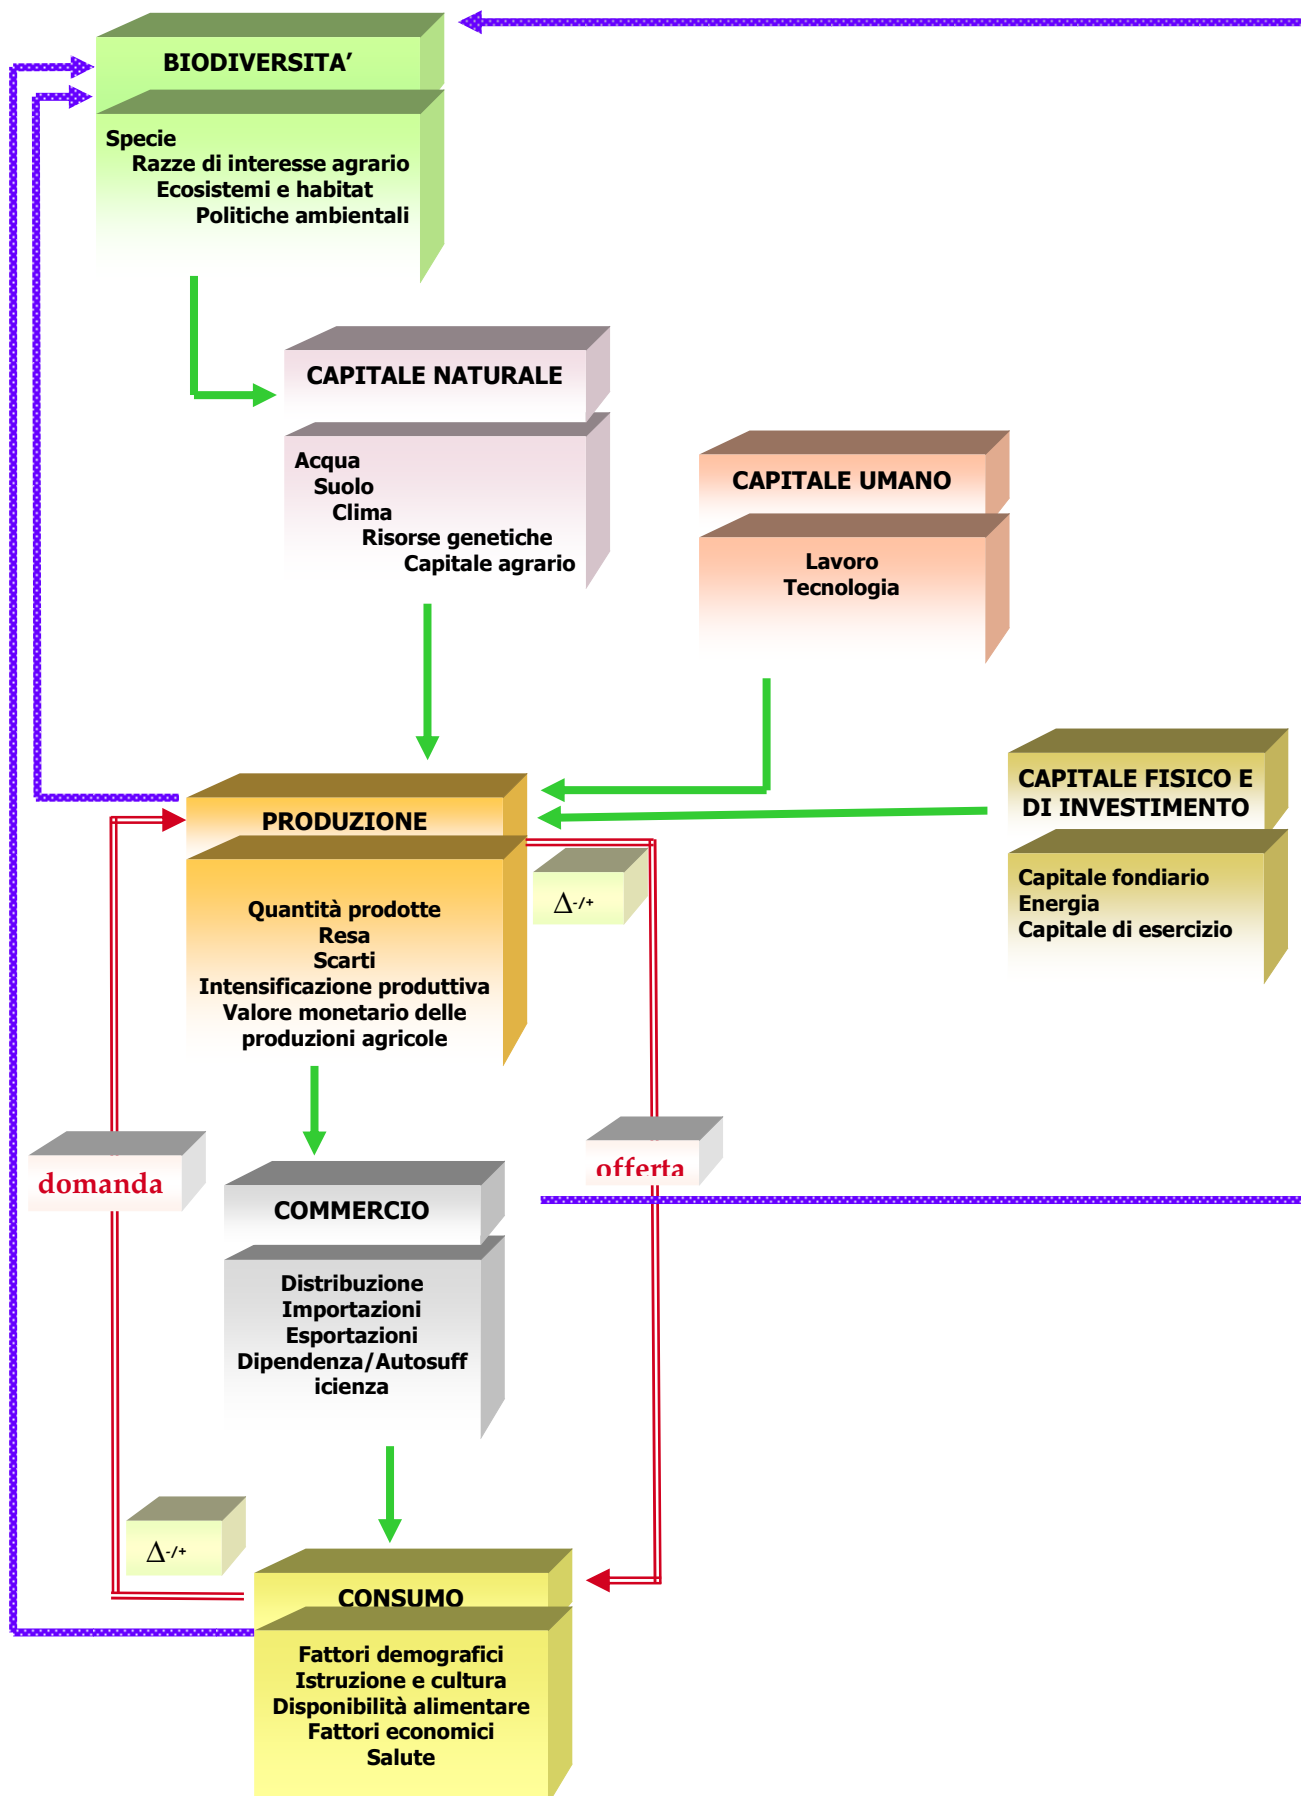 BIODIVERSITA’
Specie
Razze di interesse agrario
Ecosistemi e habitat
Politiche ambientali
CAPITALE NATURALE
Acqua
Suolo
Clima
Risorse genetiche
Capitale agrario
CAPITALE UMANO
Lavoro
Tecnologia
CAPITALE FISICO E
DI INVESTIMENTO
Capitale fondiario
Energia
Capitale di esercizio
PRODUZIONE
Quantità prodotte
Resa
Scarti
Intensificazione produttiva
Valore monetario delle
produzioni agricole
Δ-/+
domanda
offerta
COMMERCIO
Distribuzione
Importazioni
Esportazioni
Dipendenza/Autosuff
icienza
Δ-/+
CONSUMO
Fattori demografici
Istruzione e cultura
Disponibilità alimentare
Fattori economici
Salute